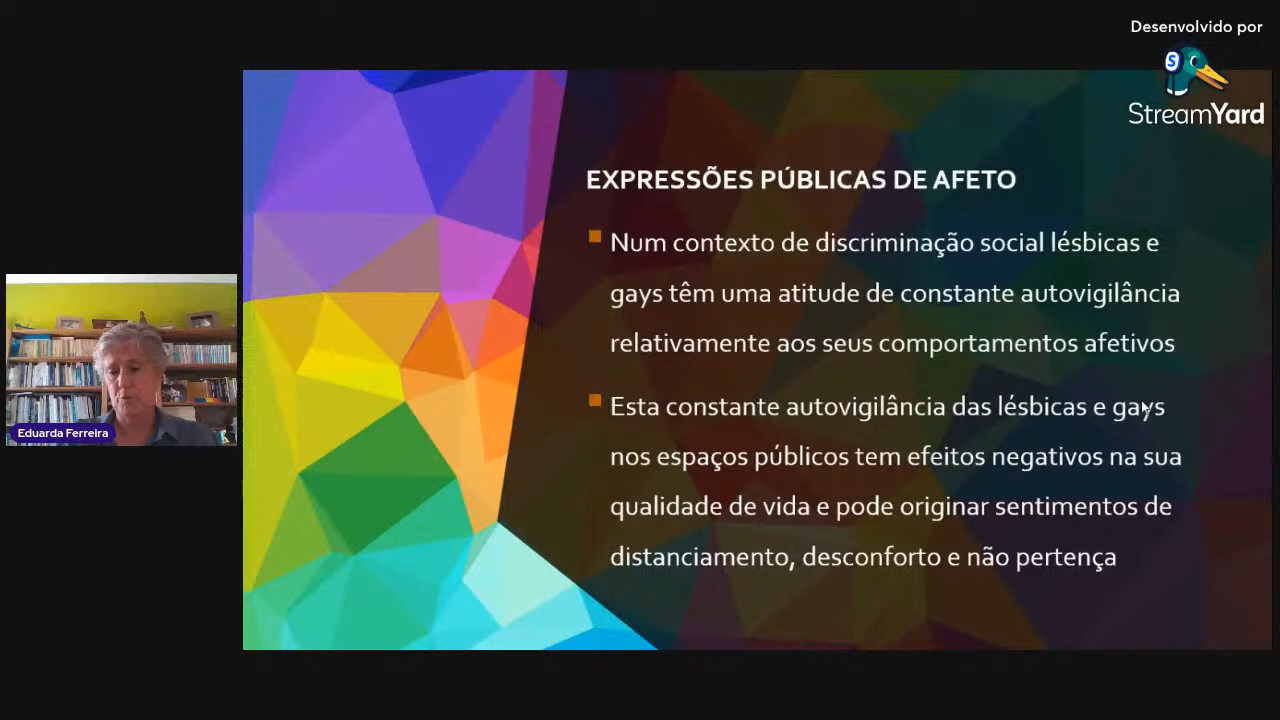 Desenvolvido por
StreamYard
EXPRESSÕES PÚBLICAS DE AFETO
Num contexto de discriminação social lésbicas e
gays têm uma atitude de constante autovigilância
relativamente aos seus comportamentos afetivos
Esta constante autovigilância das lésbicas e gays
nos espaços públicos tem efeitos negativos na sua
qualidade de vida e pode originar sentimentos de
distanciamento, desconforto e não pertença
Eduarda Ferreira